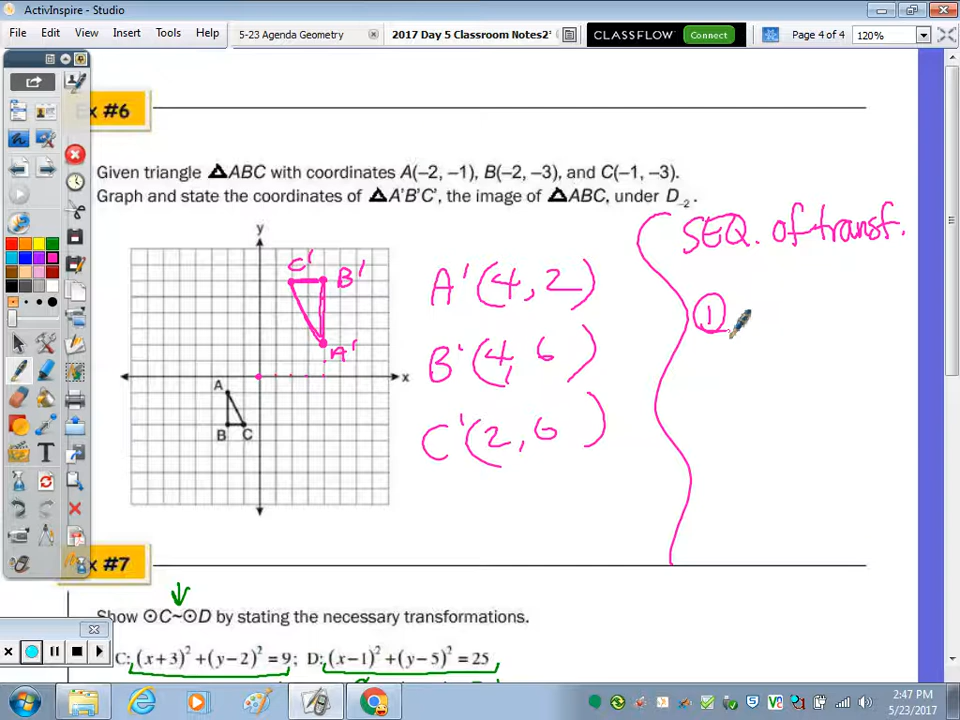 ActivInspire - Studio
File Edit View Insert Tools Help
5-23 Agenda Geometry
2017 Day 5 Classroom Notes2'
CLASSFLOW Connect
Page 4 of 4
120%
Ex #6
Given triangle ΔABC with coordinates A(-2, -1), B(-2, -3), and C(-1, -3).
Graph and state the coordinates of ΔA'B'C', the image of ΔABC, under D₋₂.
SEQ. of transf.
①
y
x
C' B'
A'
A
B C
A'(4, 2)
B'(4, 6)
C'(2, 6)
Ex #7
Show ⊙C~⊙D by stating the necessary transformations.
C: (x+3)² +(y-2)² =9; D: (x-1)² +(y-5)² =25
2:47 PM
5/23/2017